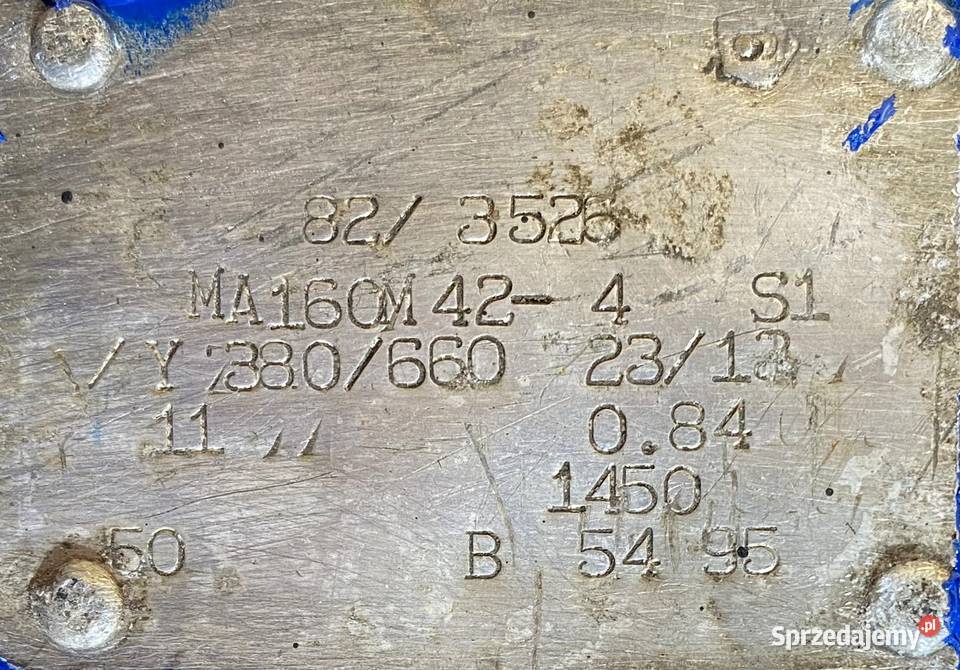 82/ 3526
MA160M42-4 S1
/Y 380/660 23/13
11 0.84
1450
50 B 54 95
Sprzedajemy.pl